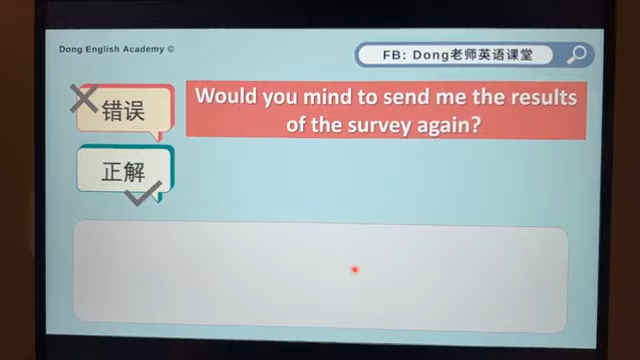 Dong English Academy ©
FB: Dong老师英语课堂
错误
Would you mind to send me the results
of the survey again?
正解